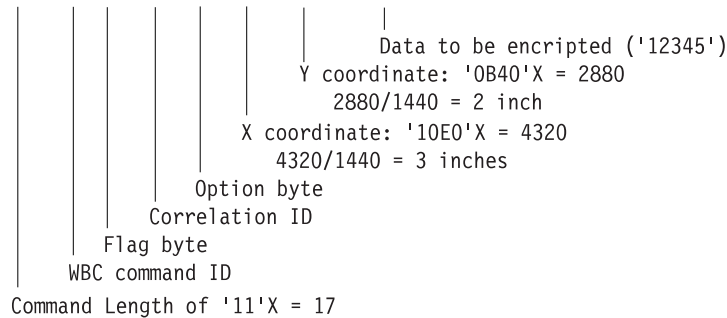 Data to be encripted ('12345')
Y coordinate: '0B40'X = 2880
2880/1440 = 2 inch
X coordinate: '10E0'X = 4320
4320/1440 = 3 inches
Option byte
Correlation ID
Flag byte
WBC command ID
Command Length of '11'X = 17